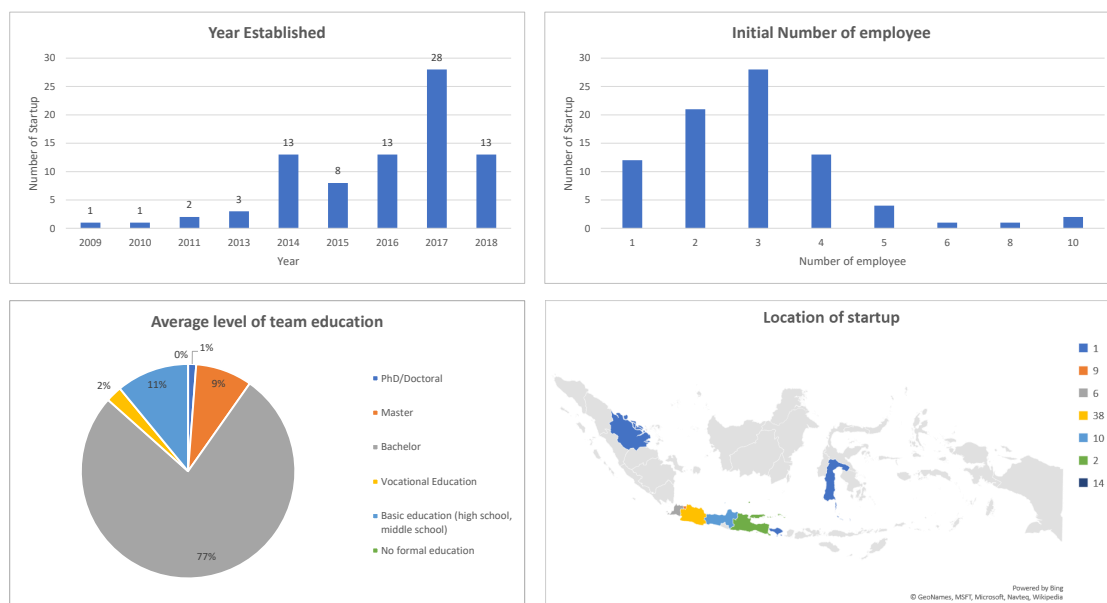 Year Established
Number of Startup
30
25
20
15
10
5
0
1
1
2
3
13
8
13
28
13
2009 2010 2011 2013 2014 2015 2016 2017 2018
Year
Initial Number of employee
Number of Startup
30
25
20
15
10
5
0
1 2 3 4 5 6 8 10
Number of employee
Average level of team education
0% 1%
9%
77%
2%
11%
PhD/Doctoral
Master
Bachelor
Vocational Education
Basic education (high school,
middle school)
No formal education
Location of startup
1
9
6
38
10
2
14
Powered by Bing
© GeoNames, MSFT, Microsoft, Navteq, Wikipedia